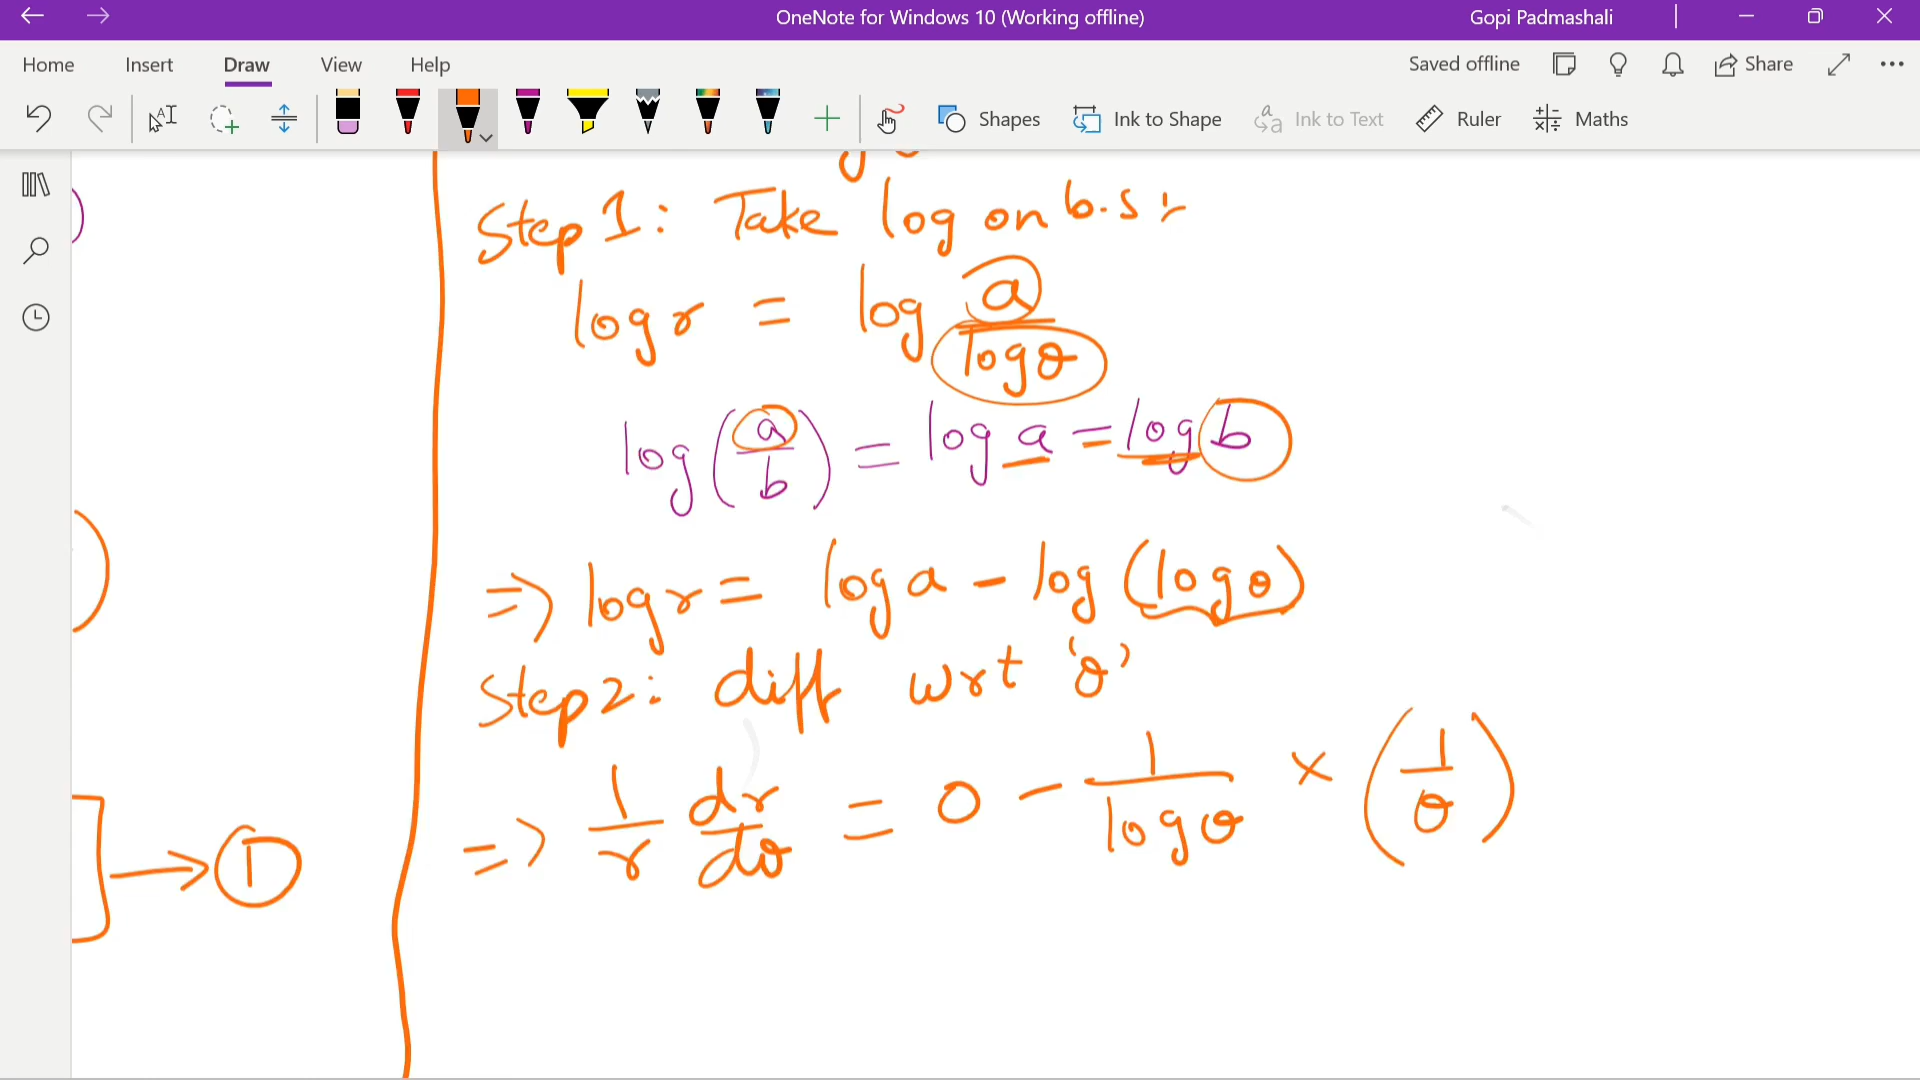 OneNote for Windows 10 (Working offline) Gopi Padmashali
Home Insert Draw View Help Saved offline Share
Shapes Ink to Shape Ink to Text Ruler Maths
Step 1: Take log on b.s
log r = log a/logθ
log(a/b) = log a = log b
⇒ log r = log a - log (log θ)
Step 2: diff wrt 'θ'
⇒ 1/r dr/dθ = 0 - 1/logθ × (1/θ)
→ ①